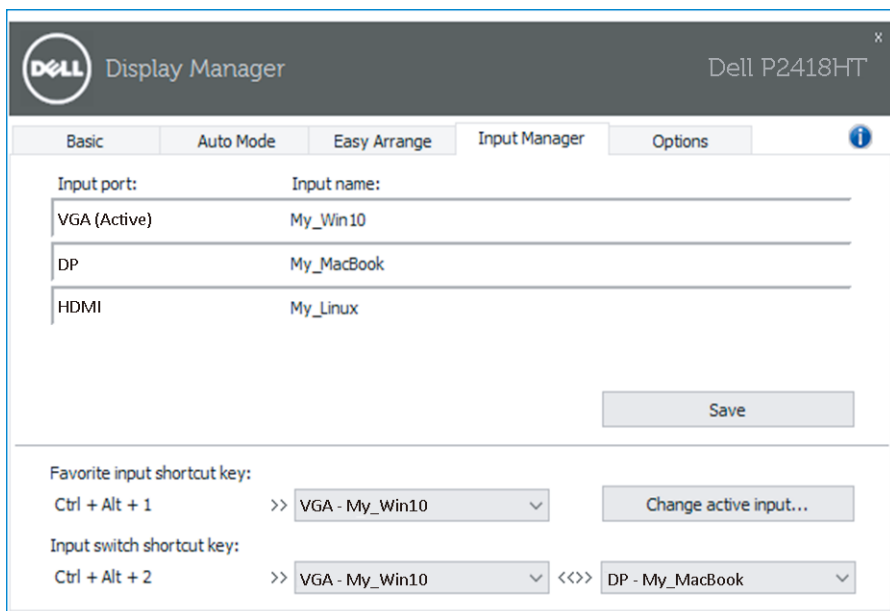 x
DELL Display Manager Dell P2418HT
Basic Auto Mode Easy Arrange Input Manager Options i
Input port: Input name:
VGA (Active) My_Win10
DP My_MacBook
HDMI My_Linux
Save
Favorite input shortcut key:
Ctrl + Alt + 1 >> VGA - My_Win10 Change active input...
Input switch shortcut key:
Ctrl + Alt + 2 >> VGA - My_Win10 <<>> DP - My_MacBook